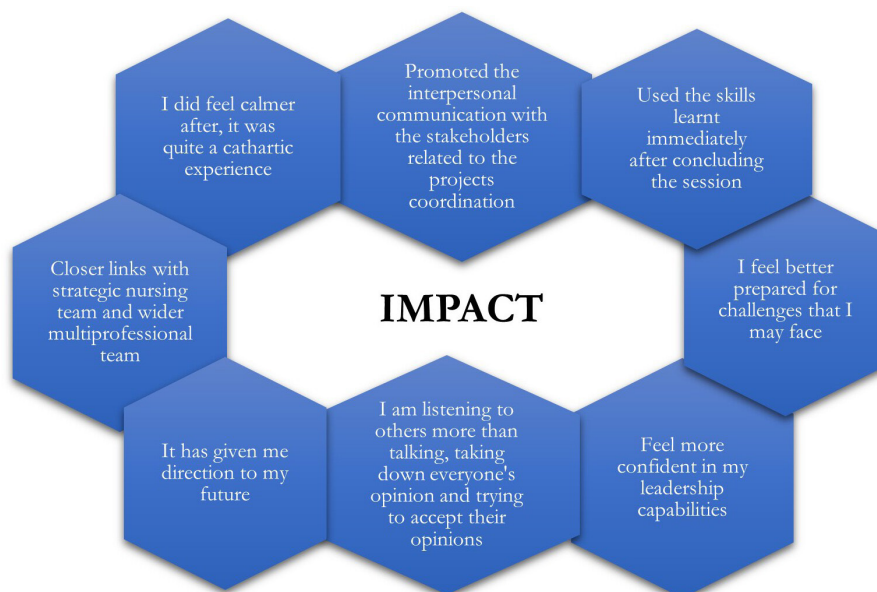 I did feel calmer
after, it was
quite a cathartic
experience
Promoted the
interpersonal
communication with
the stakeholders
related to the
projects
coordination
Used the skills
learnt
immediately
after concluding
the session
Closer links with
strategic nursing
team and wider
multiprofessional
team
IMPACT
I feel better
prepared for
challenges that I
may face
It has given me
direction to my
future
I am listening to
others more than
talking, taking
down everyone's
opinion and trying
to accept their
opinions
Feel more
confident in my
leadership
capabilities